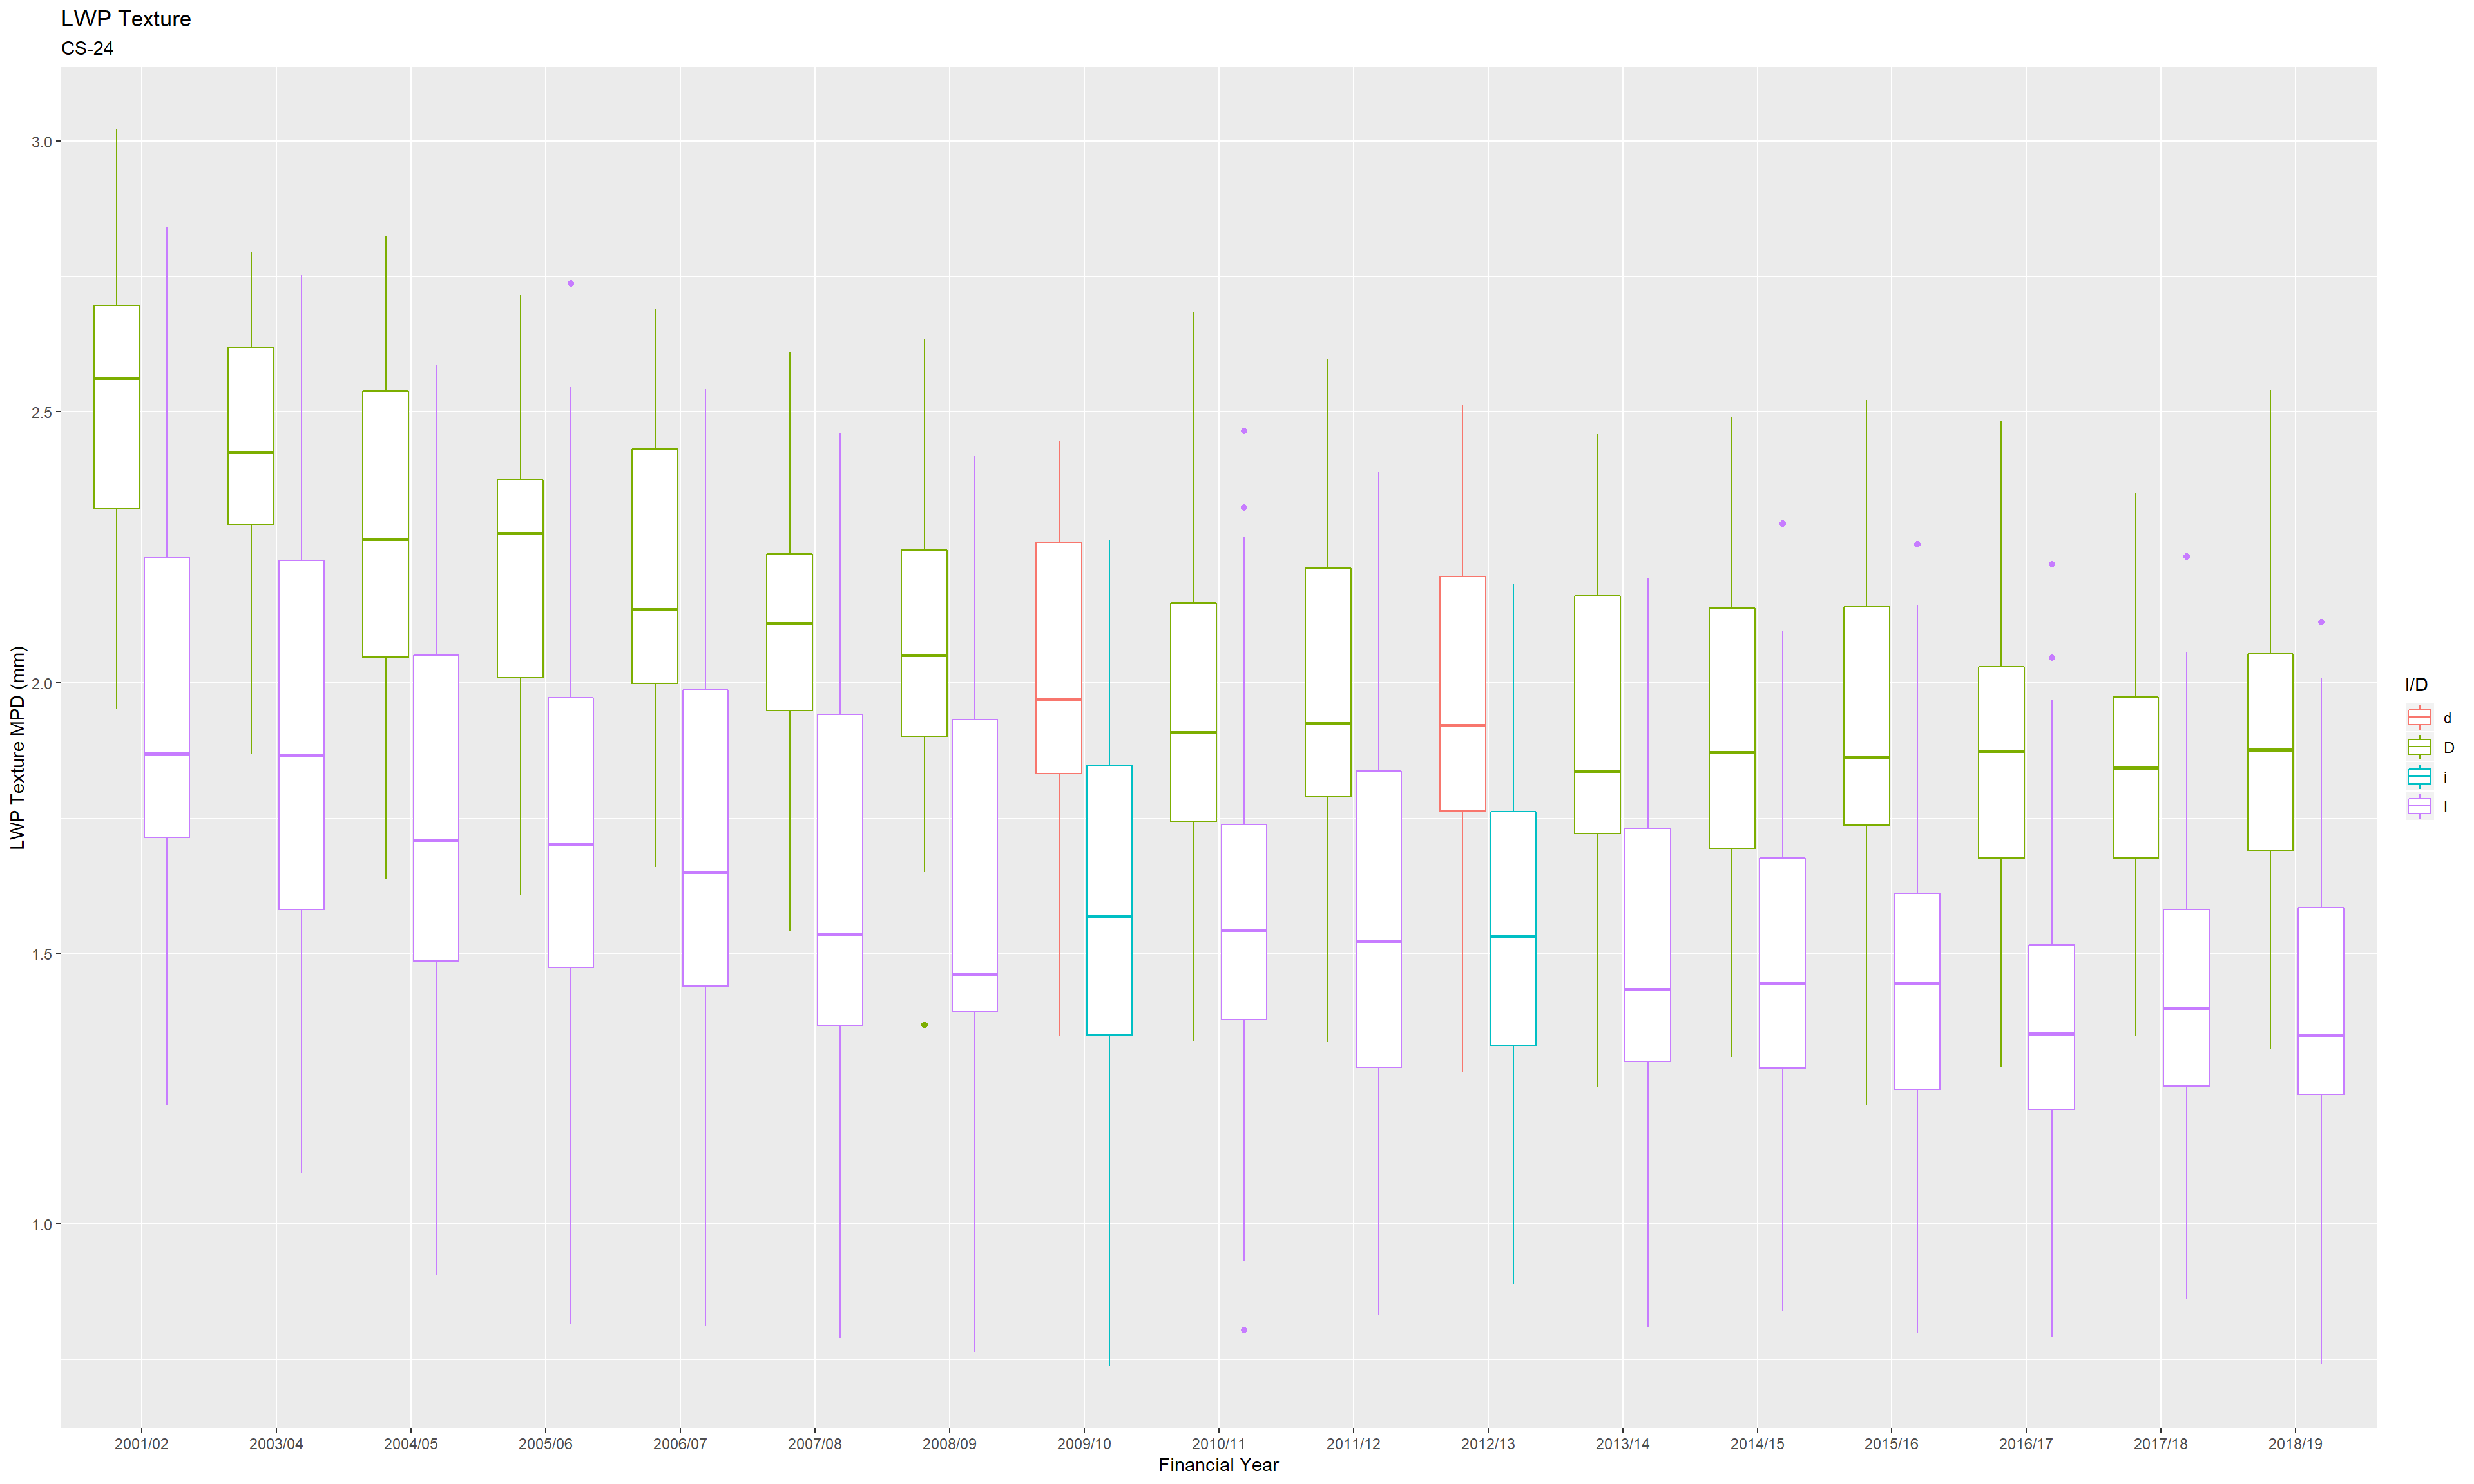 LWP Texture
CS-24
LWP Texture MPD (mm)
3.0
2.5
2.0
1.5
1.0
2001/02 2003/04 2004/05 2005/06 2006/07 2007/08 2008/09 2009/10 2010/11 2011/12 2012/13 2013/14 2014/15 2015/16 2016/17 2017/18 2018/19
Financial Year
I/D
d
D
i
I